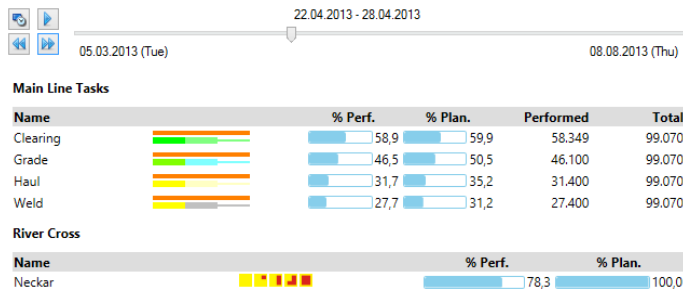 22.04.2013 - 28.04.2013
05.03.2013 (Tue) 08.08.2013 (Thu)
Main Line Tasks
Name % Perf. % Plan. Performed Total
Clearing 58,9 59,9 58.349 99.070
Grade 46,5 50,5 46.100 99.070
Haul 31,7 35,2 31.400 99.070
Weld 27,7 31,2 27.400 99.070
River Cross
Name % Perf. % Plan.
Neckar 78,3 100,0